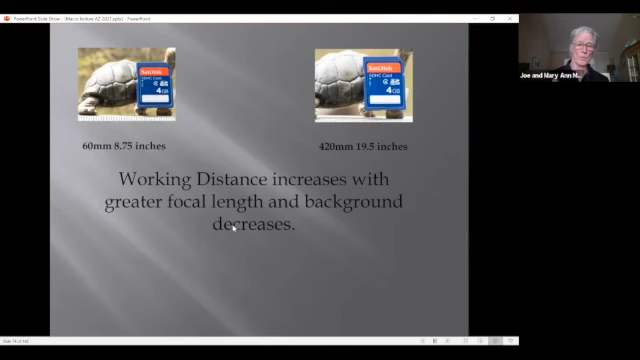 PowerPoint Slide Show - [Macro lecture AZ 2021.pptx] - PowerPoint
SanDisk
SDHC Card
4GB
SanDisk
SDHC Card
4GB
Joe and Mary Ann M...
60mm 8.75 inches
420mm 19.5 inches
Working Distance increases with
greater focal length and background
decreases.